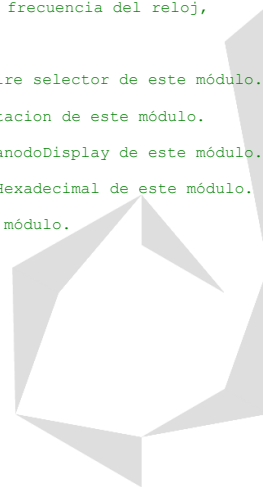 frecuencia del reloj,
ire selector de este módulo.
tacion de este módulo.
anodoDisplay de este módulo.
Hexadecimal de este módulo.
módulo.